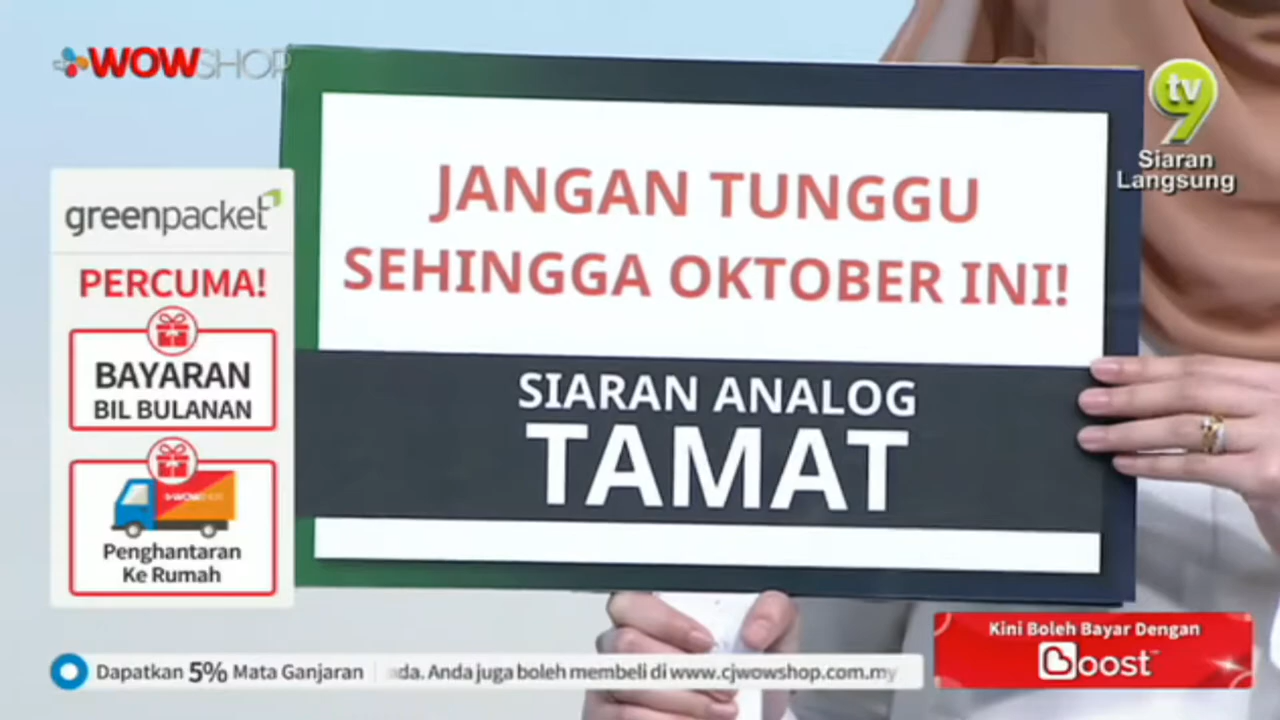 WOWSHOP
tv9
Siaran
Langsung
greenpacket
PERCUMA!
BAYARAN
BIL BULANAN
WOWSHOP
Penghantaran
Ke Rumah
JANGAN TUNGGU
SEHINGGA OKTOBER INI!
SIARAN ANALOG
TAMAT
Kini Boleh Bayar Dengan
Boost
Dapatkan 5% Mata Ganjaran
Anda juga boleh membeli di www.cjwowshop.com.my